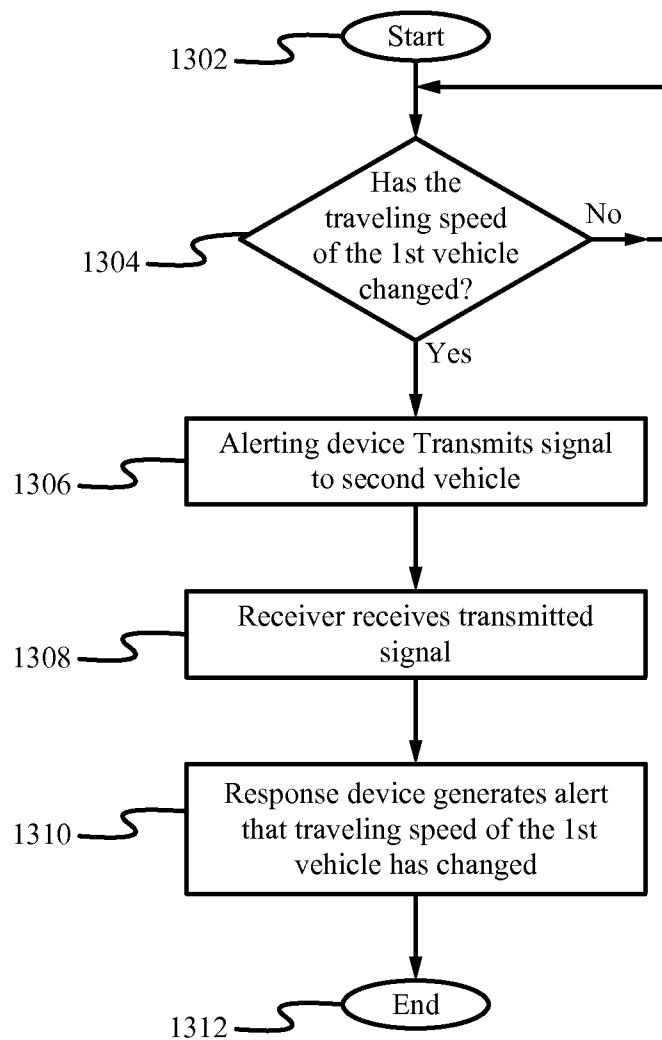 Start
1302
Has the
traveling speed
of the 1st vehicle
changed?
No
1304
Yes
Alerting device Transmits signal
to second vehicle
1306
Receiver receives transmitted
signal
1308
Response device generates alert
that traveling speed of the 1st
vehicle has changed
1310
End
1312